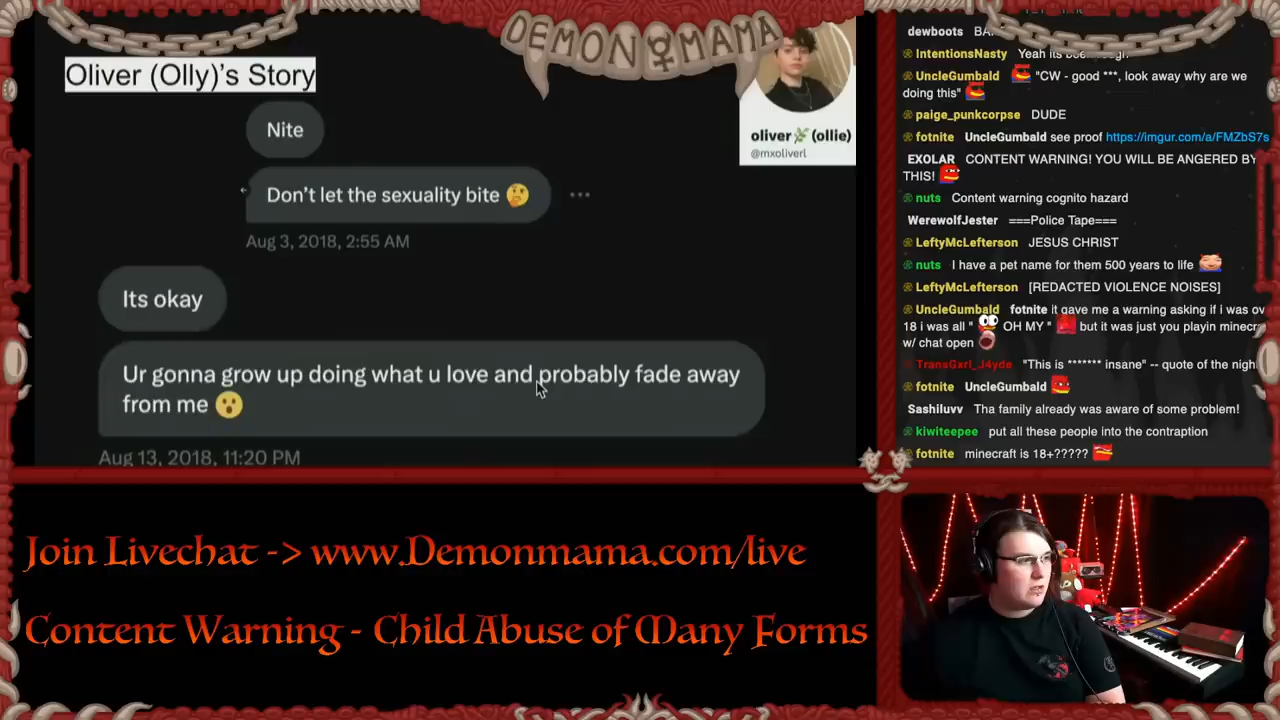 DEMON MAMA
Oliver (Olly)'s Story
Nite
Don't let the sexuality bite 🤔
Aug 3, 2018, 2:55 AM
Its okay
Ur gonna grow up doing what u love and probably fade away
from me 😮
Aug 13, 2018, 11:20 PM
oliver🌿(ollie)
@mxoliverl
dewboots
IntentionsNasty Yeah its
UncleGumbald "CW - good ***, look away why are we
doing this"
paige_punkcorpse DUDE
fotnite UncleGumbald see proof https://imgur.com/a/FMZbS7s
EXOLAR CONTENT WARNING! YOU WILL BE ANGERED BY
THIS!
nuts Content warning cognito hazard
WerewolfJester ===Police Tape===
LeftyMcLefterson JESUS CHRIST
nuts I have a pet name for them 500 years to life
LeftyMcLefterson [REDACTED VIOLENCE NOISES]
UncleGumbald fotnite it gave me a warning asking if i was ov
18 i was all " OH MY " but it was just you playin minecr
w/ chat open
TransGxrl_J4yde "This is ******* insane" -- quote of the nigh
fotnite UncleGumbald
Sashiluvv Tha family already was aware of some problem!
kiwiteepee put all these people into the contraption
fotnite minecraft is 18+?????
Join Livechat -> www.Demonmama.com/live
Content Warning - Child Abuse of Many Forms